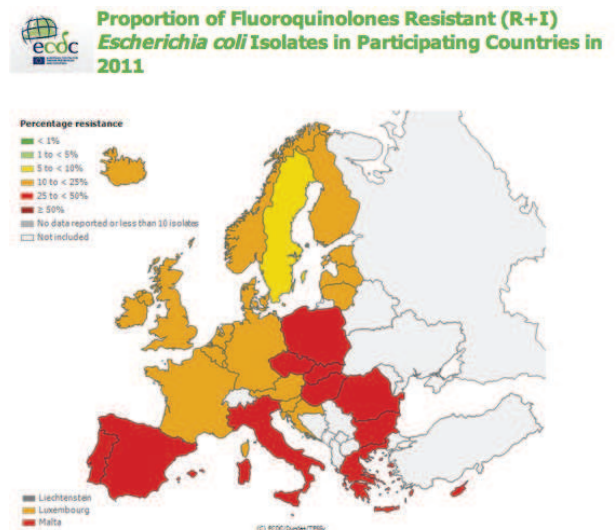 ecdc
Proportion of Fluoroquinolones Resistant (R+I)
Escherichia coli Isolates in Participating Countries in
2011
Percentage resistance
< 1%
1 to < 5%
5 to < 10%
10 to < 25%
25 to < 50%
≥ 50%
No data reported or less than 10 isolates
Not included
Liechtenstein
Luxembourg
Malta
(C) ECDC/